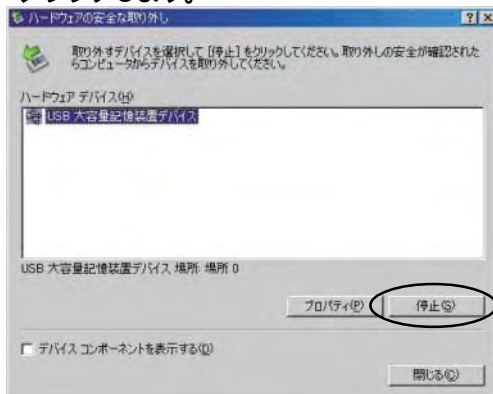 クリックします。
ハードウェアの安全な取り外し
取り外すデバイスを選択して [停止] をクリックしてください。取り外しの安全が確認された
らコンピュータからデバイスを取り外してください。
ハードウェア デバイス(H)
USB 大容量記憶装置デバイス
USB 大容量記憶装置デバイス 場所 場所 0
プロパティ(P)
停止(S)
デバイス コンポーネントを表示する(D)
閉じる(C)